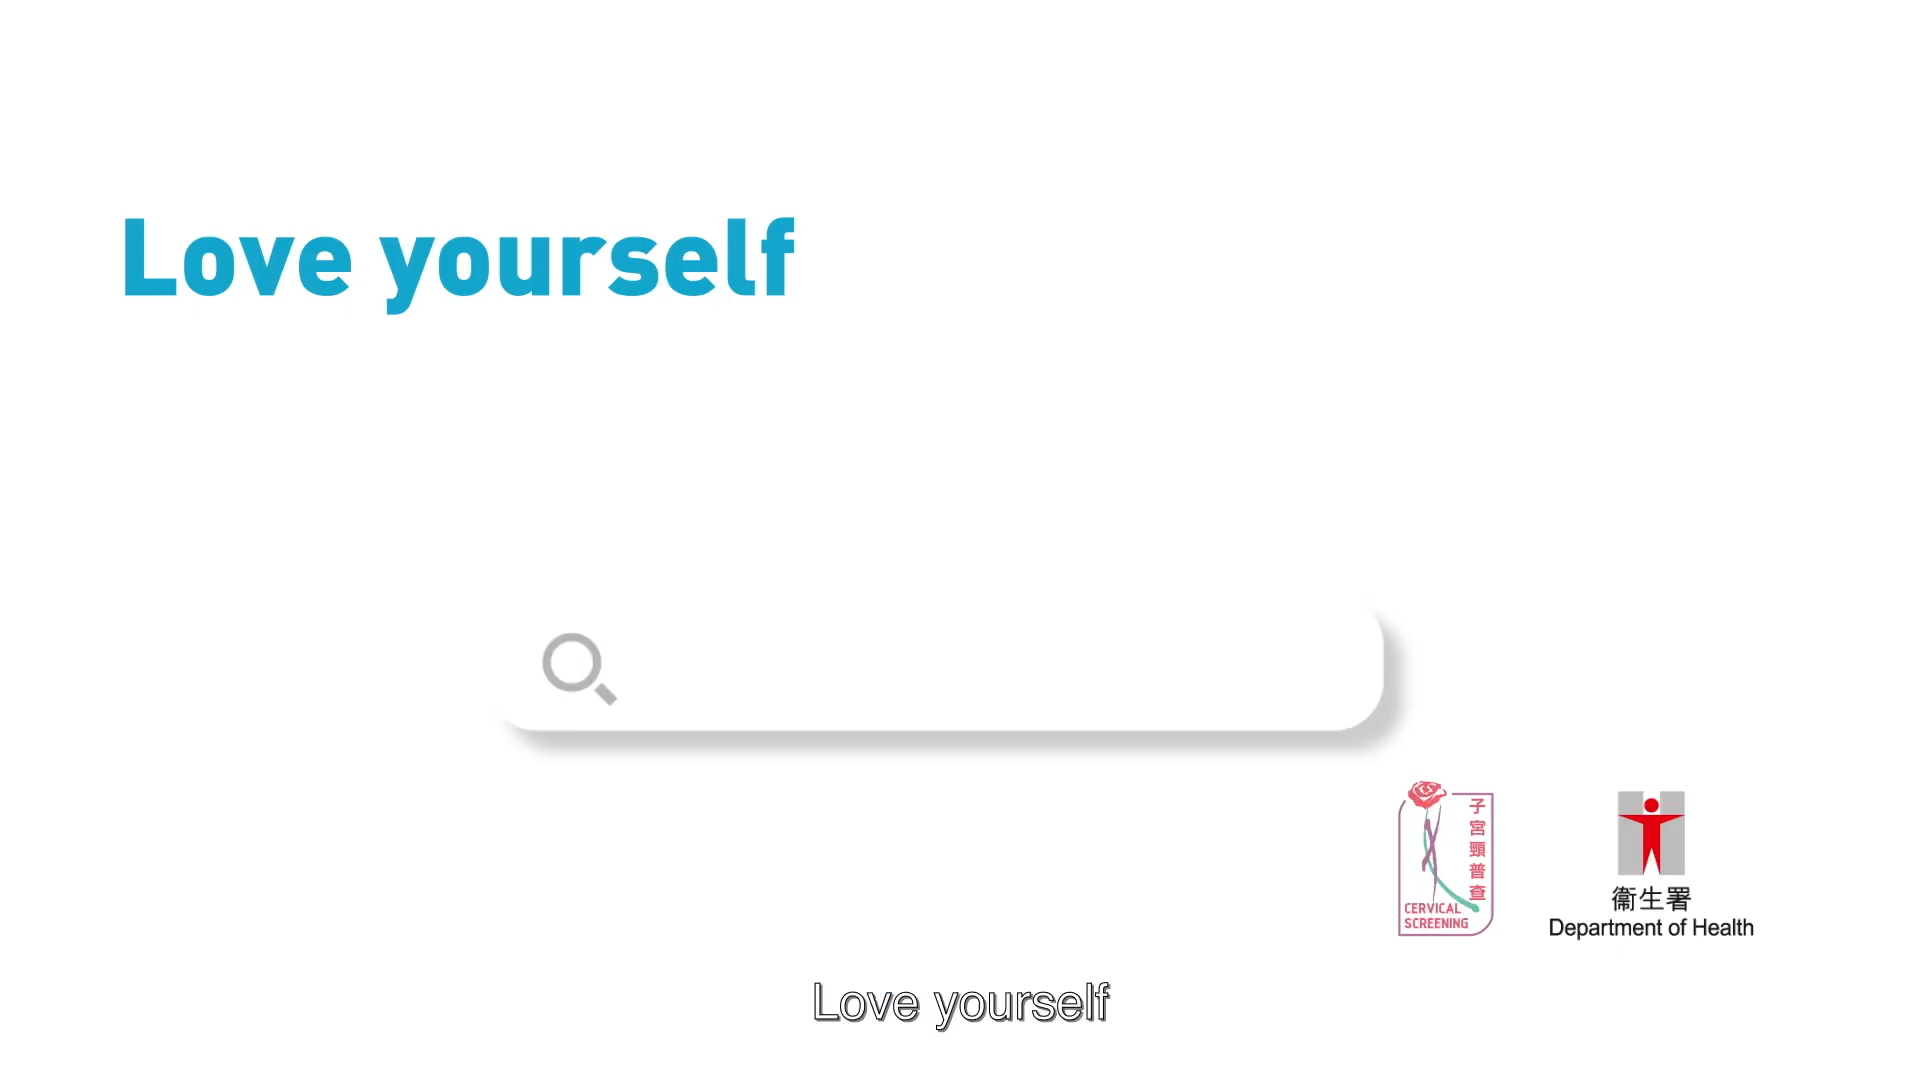 Love yourself
子宮頸普查
CERVICAL
SCREENING
衞生署
Department of Health
Love yourself